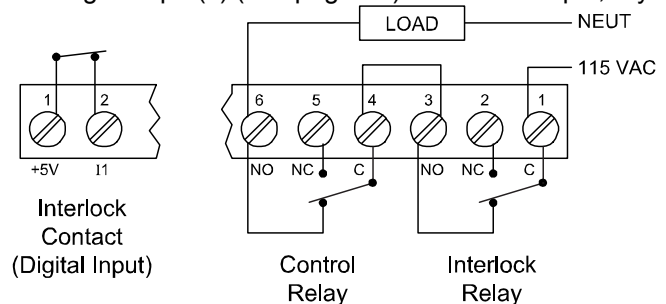 LOAD
NEUT
115 VAC
1 2
6 5 4 3 2 1
+5V I1
NO NC C NO NC C
Interlock
Contact
(Digital Input)
Control
Relay
Interlock
Relay